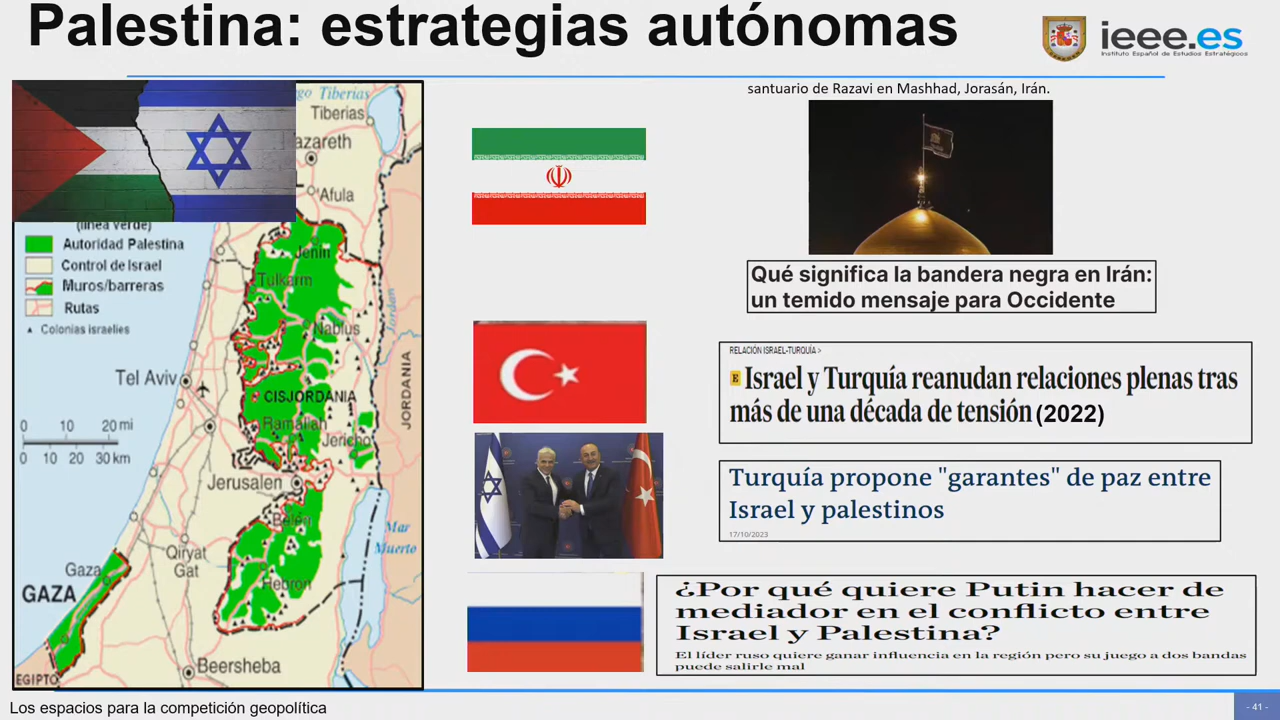 Palestina: estrategias autónomas
ieee.es
Instituto Español de Estudios Estratégicos
Tiberias
Tiberias
azareth
Afula
(línea verde)
Autoridad Palestina
Control de Israel
Muros/barreras
Rutas
Colonias israelies
Jenín
Tulkarm
Nablus
Jordan
Tel Aviv
CISJORDANIA
JORDANIA
Ramallah
Jericho
0 10 20 mi
0 10 20 30 km
Jerusalen
Belén
Mar
Muerto
Qiryat
Gat
Gaza
GAZA
Hebron
Beersheba
EGIPTO
santuario de Razavi en Mashhad, Jorasán, Irán.
Qué significa la bandera negra en Irán:
un temido mensaje para Occidente
RELACIÓN ISRAEL-TURQUÍA >
E Israel y Turquía reanudan relaciones plenas tras
más de una década de tensión (2022)
Turquía propone "garantes" de paz entre
Israel y palestinos
17/10/2023
¿Por qué quiere Putin hacer de
mediador en el conflicto entre
Israel y Palestina?
El líder ruso quiere ganar influencia en la región pero su juego a dos bandas
puede salirle mal
Los espacios para la competición geopolítica
- 41 -